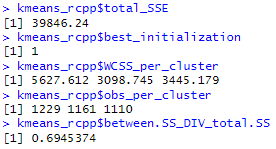 > kmeans_rcpp$total_SSE
[1] 39846.24
> kmeans_rcpp$best_initialization
[1] 1
> kmeans_rcpp$WCSS_per_cluster
[1] 5627.612 3098.745 3445.179
> kmeans_rcpp$obs_per_cluster
[1] 1229 1161 1110
> kmeans_rcpp$between.SS_DIV_total.SS
[1] 0.6945374